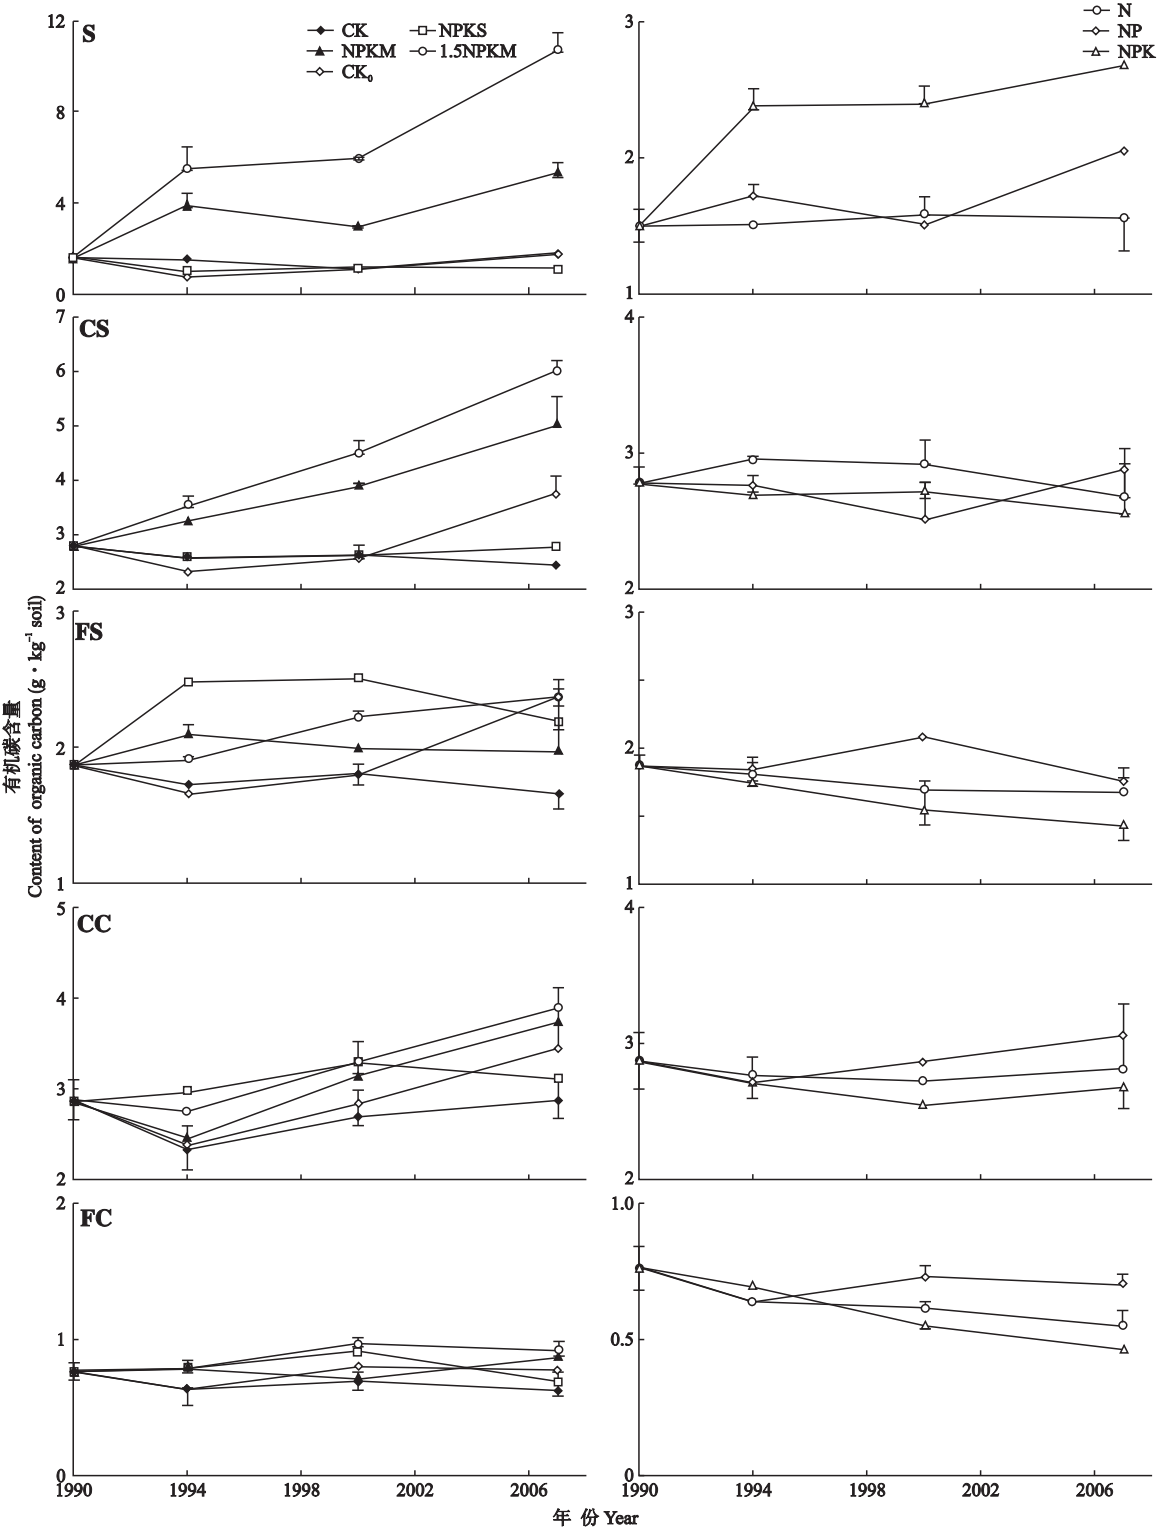 S
CK
NPKS
NPKM
1.5NPKM
CK₀
12
8
4
0
N
NP
NPK
3
2
1
CS
7
6
5
4
3
2
4
3
2
FS
3
2
1
3
2
1
有机碳含量
Content of organic carbon (g·kg⁻¹ soil)
CC
5
4
3
2
4
3
2
FC
2
1
0
1.0
0.5
0
1990 1994 1998 2002 2006
1990 1994 1998 2002 2006
年 份 Year